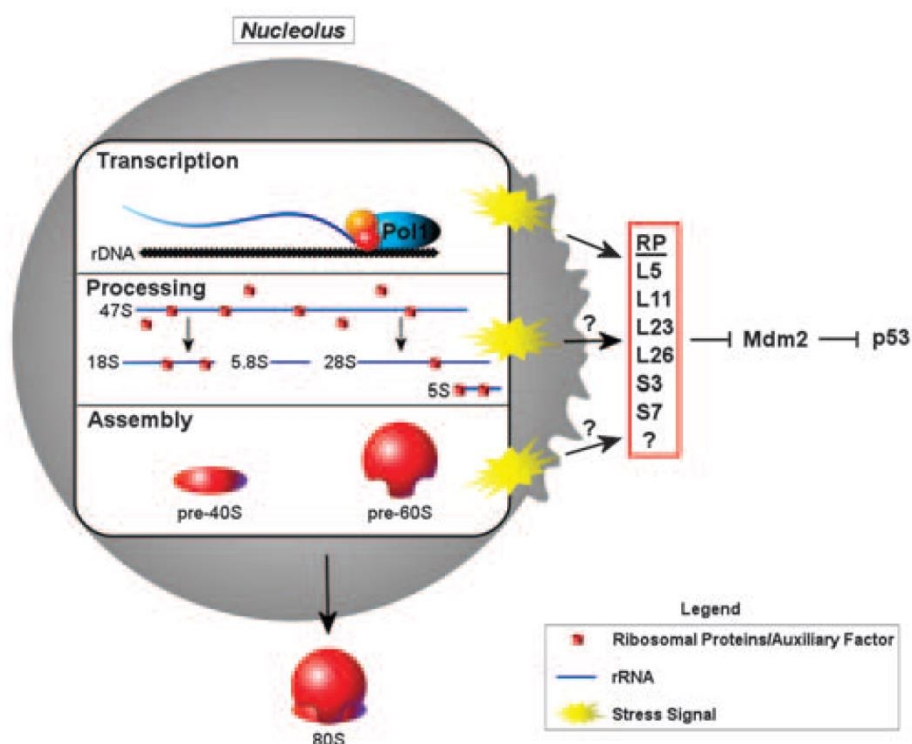 Nucleolus
Transcription
Pol1
rDNA
Processing
47S
18S 5.8S 28S
5S
Assembly
pre-40S pre-60S
80S
?
?
RP
L5
L11
L23
L26
S3
S7
?
Mdm2 p53
Legend
Ribosomal Proteins/Auxiliary Factor
rRNA
Stress Signal